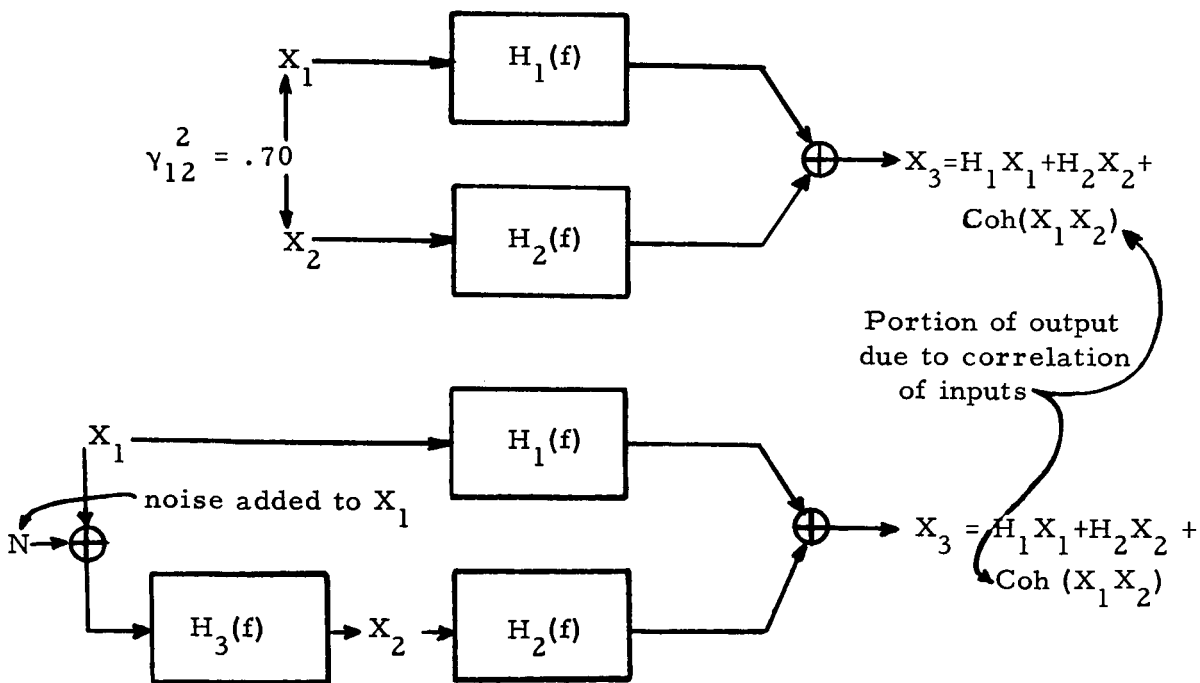 X₁
H₁(f)
γ₁₂² = .70
X₃=H₁X₁+H₂X₂+
Coh(X₁X₂)
X₂
H₂(f)
Portion of output
due to correlation
of inputs
X₁
H₁(f)
noise added to X₁
N
X₃ = H₁X₁+H₂X₂ +
Coh (X₁X₂)
H₃(f)
X₂
H₂(f)